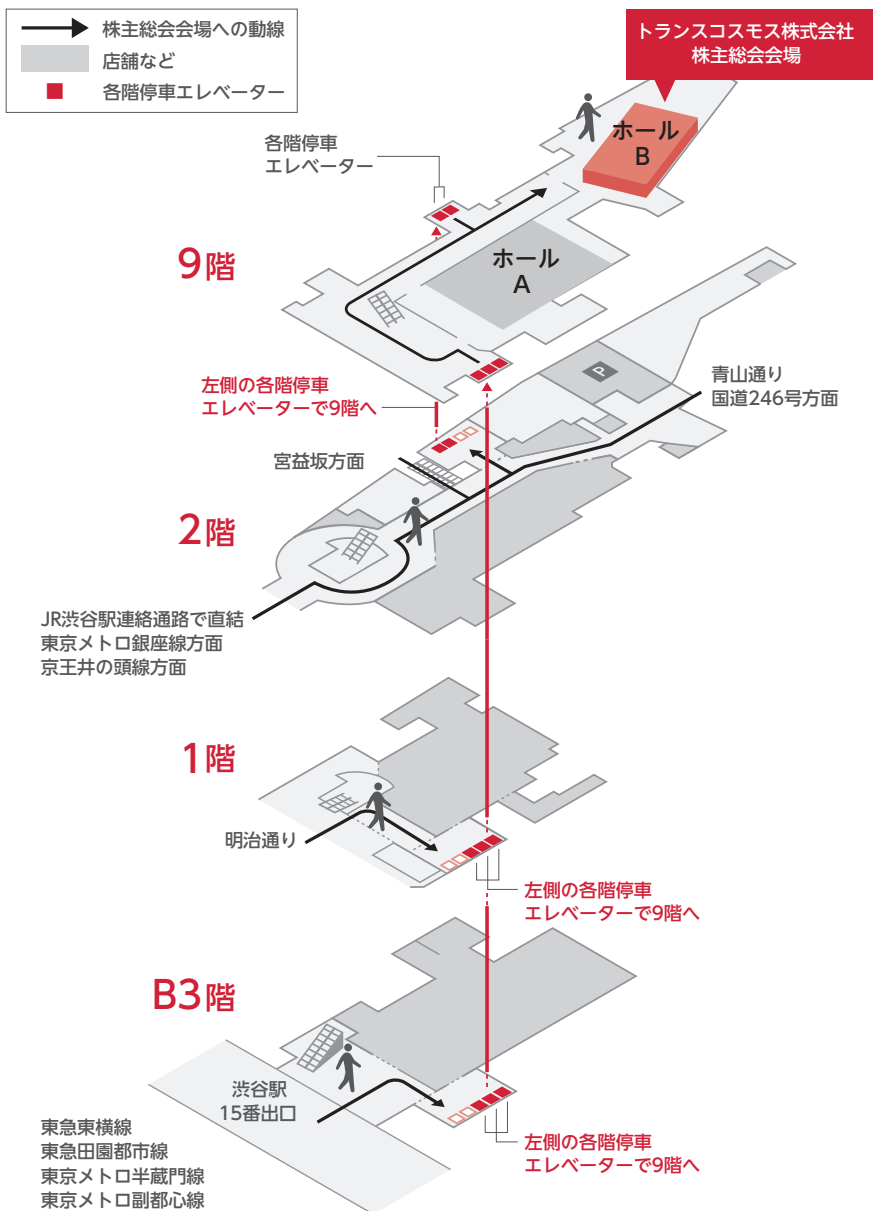 株主総会会場への動線
店舗など
各階停車エレベーター
トランスコスモス株式会社
株主総会会場
ホール
B
各階停車
エレベーター
9階
ホール
A
左側の各階停車
エレベーターで9階へ
P
青山通り
国道246号方面
宮益坂方面
2階
JR渋谷駅連絡通路で直結
東京メトロ銀座線方面
京王井の頭線方面
1階
明治通り
左側の各階停車
エレベーターで9階へ
B3階
渋谷駅
15番出口
東急東横線
東急田園都市線
東京メトロ半蔵門線
東京メトロ副都心線
左側の各階停車
エレベーターで9階へ